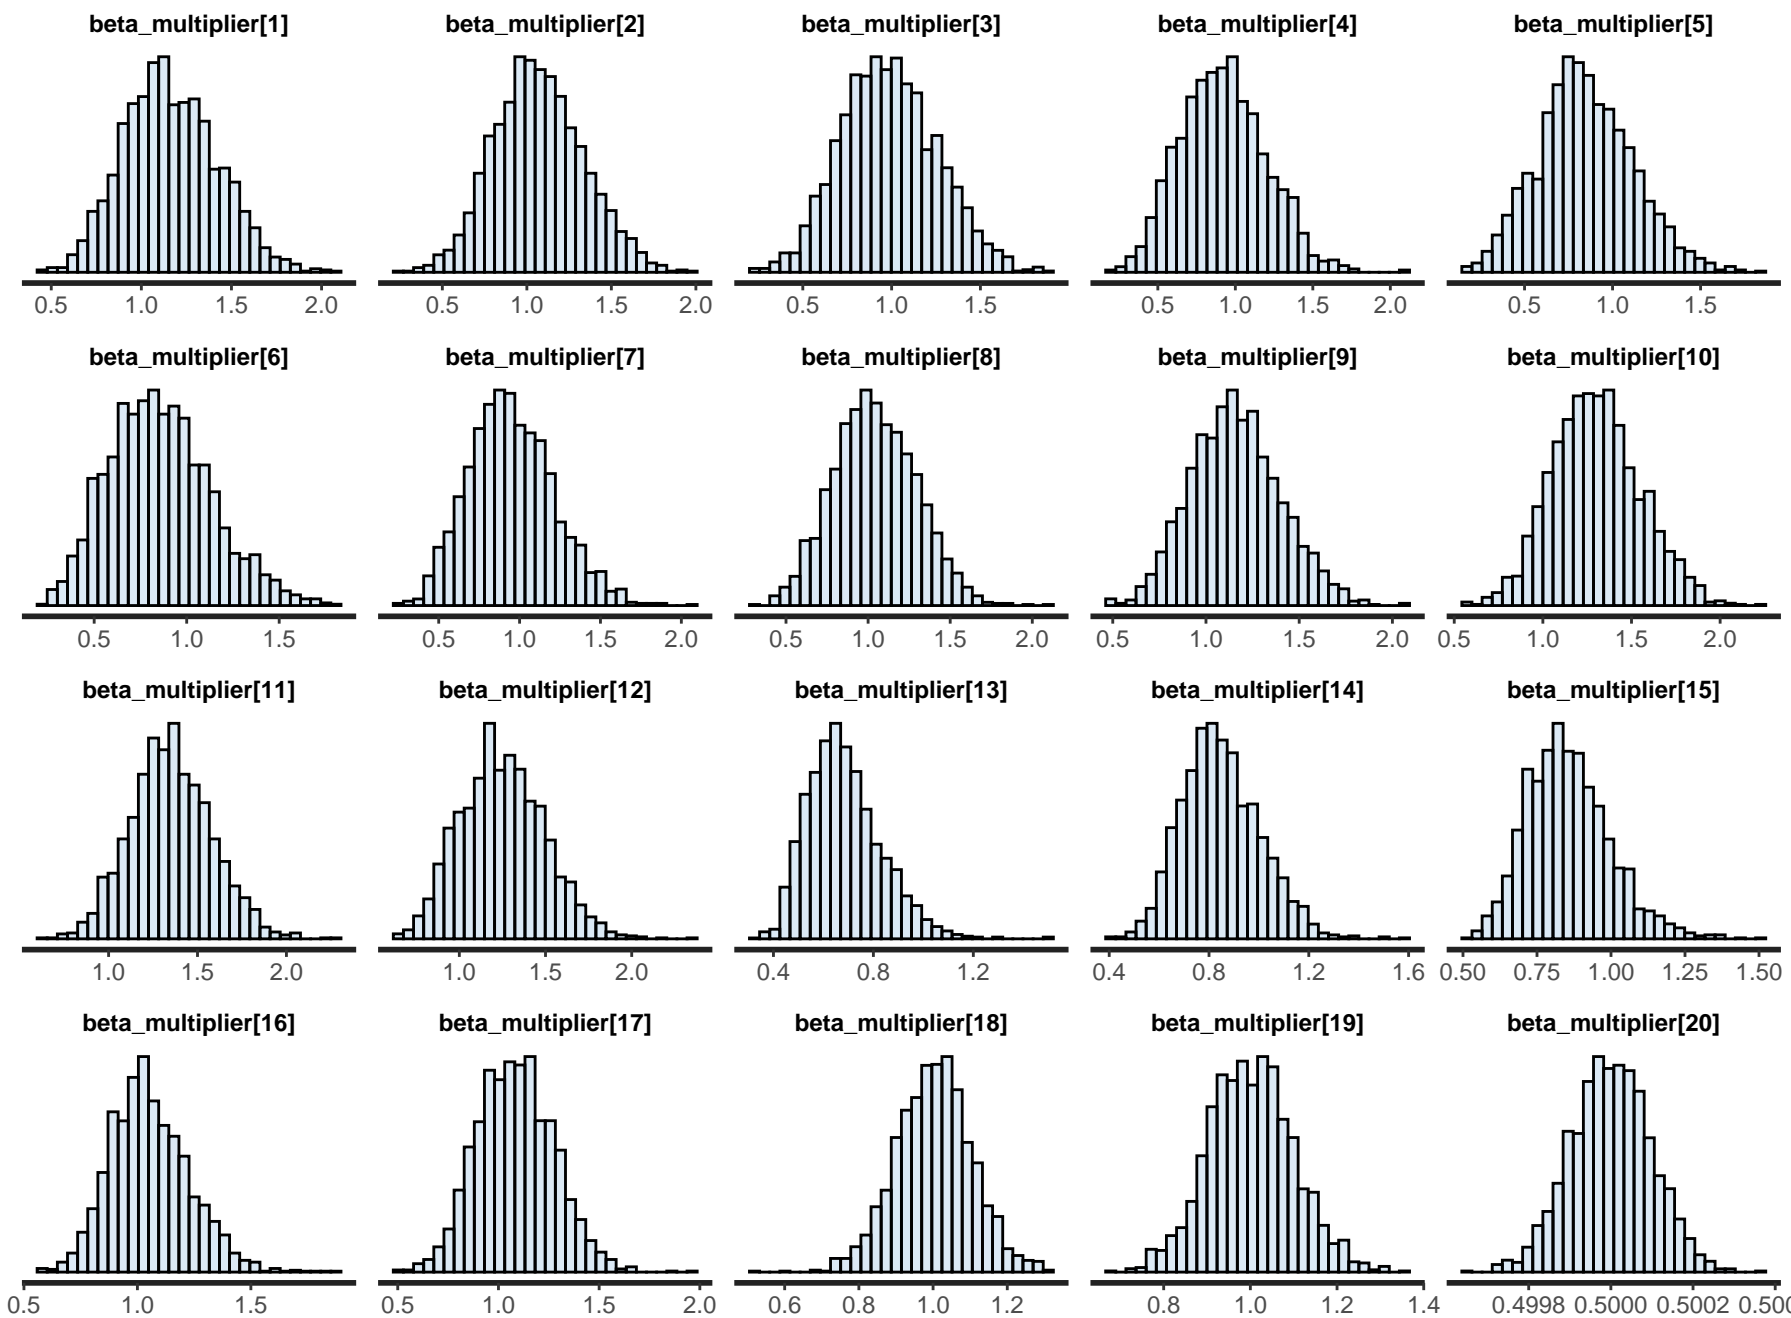 beta_multiplier[1] beta_multiplier[2] beta_multiplier[3] beta_multiplier[4] beta_multiplier[5]
0.5 1.0 1.5 2.0 0.5 1.0 1.5 2.0 0.5 1.0 1.5 0.5 1.0 1.5 2.0 0.5 1.0 1.5
beta_multiplier[6] beta_multiplier[7] beta_multiplier[8] beta_multiplier[9] beta_multiplier[10]
0.5 1.0 1.5 0.5 1.0 1.5 2.0 0.5 1.0 1.5 2.0 0.5 1.0 1.5 2.0 0.5 1.0 1.5 2.0
beta_multiplier[11] beta_multiplier[12] beta_multiplier[13] beta_multiplier[14] beta_multiplier[15]
1.0 1.5 2.0 1.0 1.5 2.0 0.4 0.8 1.2 0.4 0.8 1.2 1.6 0.50 0.75 1.00 1.25 1.50
beta_multiplier[16] beta_multiplier[17] beta_multiplier[18] beta_multiplier[19] beta_multiplier[20]
0.5 1.0 1.5 0.5 1.0 1.5 2.0 0.6 0.8 1.0 1.2 0.8 1.0 1.2 1.4 0.4998 0.5000 0.5002